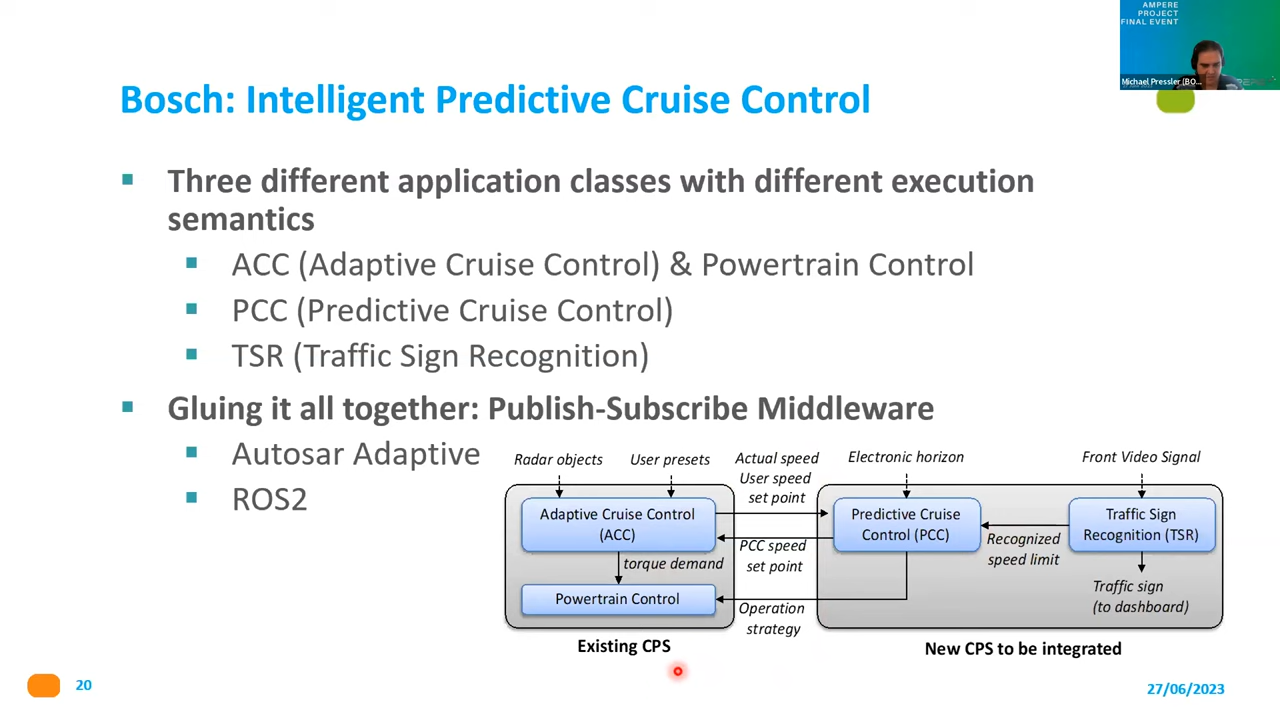 AMPERE
PROJECT
FINAL EVENT
Michael Pressler (BO...
Bosch: Intelligent Predictive Cruise Control
Three different application classes with different execution
semantics
ACC (Adaptive Cruise Control) & Powertrain Control
PCC (Predictive Cruise Control)
TSR (Traffic Sign Recognition)
Gluing it all together: Publish-Subscribe Middleware
Autosar Adaptive
ROS2
Radar objects
User presets
Actual speed
User speed
set point
Electronic horizon
Front Video Signal
Adaptive Cruise Control
(ACC)
Predictive Cruise
Control (PCC)
Traffic Sign
Recognition (TSR)
PCC speed
set point
Recognized
speed limit
torque demand
Powertrain Control
Operation
strategy
Traffic sign
(to dashboard)
Existing CPS
New CPS to be integrated
20
27/06/2023